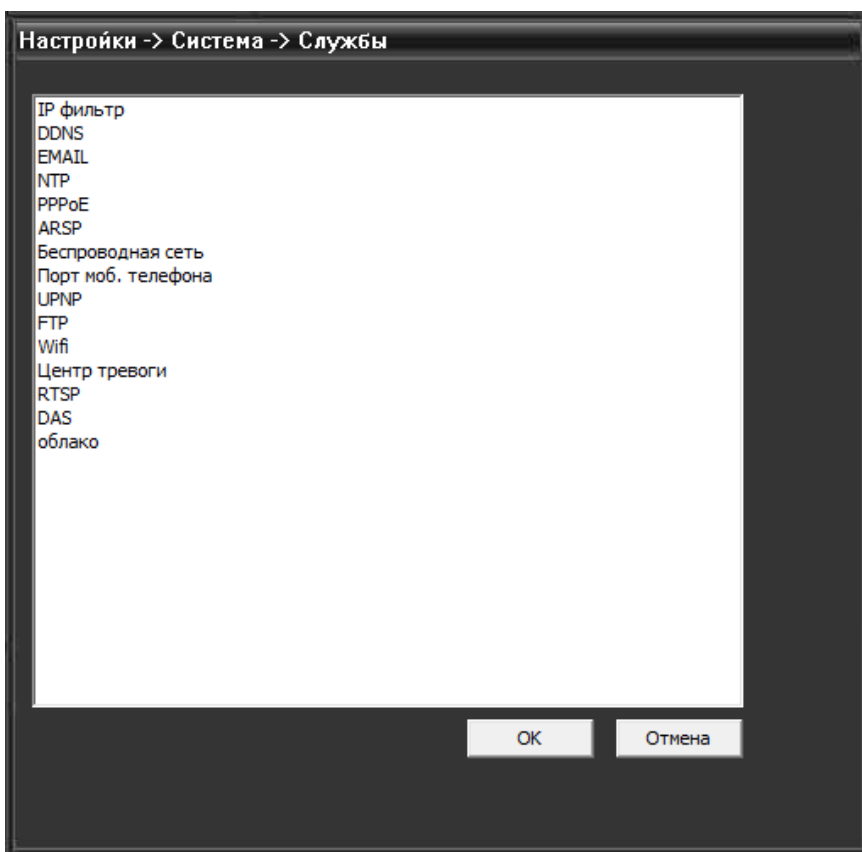 Настройки -> Система -> Службы
IP фильтр
DDNS
EMAIL
NTP
PPPoE
ARSP
Беспроводная сеть
Порт моб. телефона
UPNP
FTP
Wifi
Центр тревоги
RTSP
DAS
облако
OK
Отмена